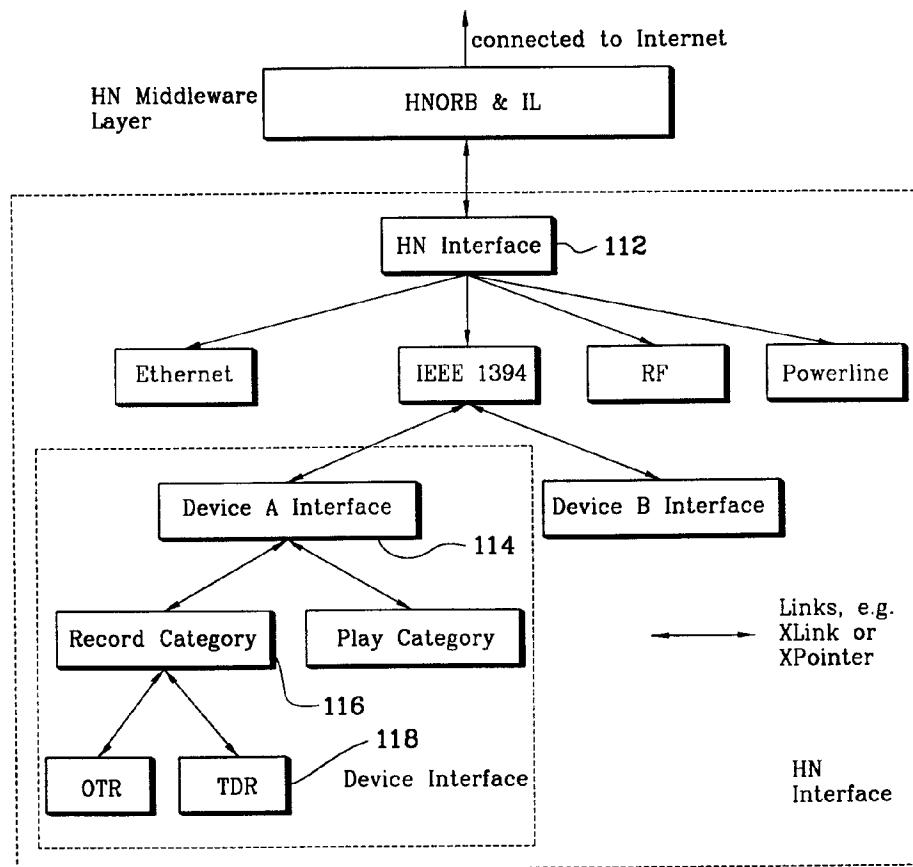 connected to Internet
HN Middleware
Layer
HNORB & IL
HN Interface
112
Ethernet
IEEE 1394
RF
Powerline
Device A Interface
Device B Interface
114
Record Category
Play Category
Links, e.g.
XLink or
XPointer
116
118
OTR
TDR
Device Interface
HN
Interface